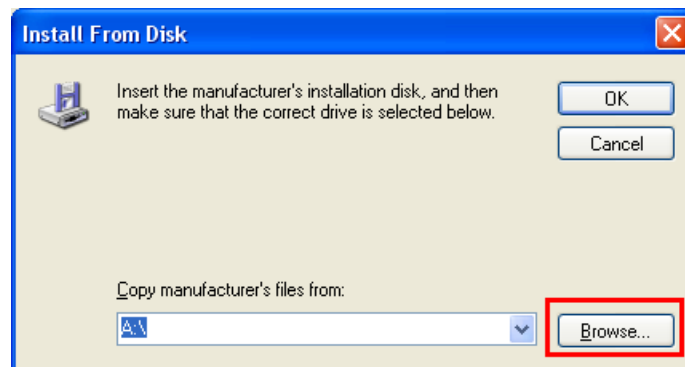 Install From Disk
Insert the manufacturer's installation disk, and then
make sure that the correct drive is selected below.
OK
Cancel
Copy manufacturer's files from:
A:\
Browse...